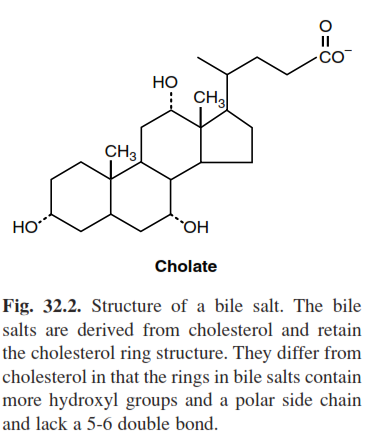 O
CO⁻
HO
CH₃
CH₃
HO
OH
Cholate
Fig. 32.2. Structure of a bile salt. The bile
salts are derived from cholesterol and retain
the cholesterol ring structure. They differ from
cholesterol in that the rings in bile salts contain
more hydroxyl groups and a polar side chain
and lack a 5-6 double bond.